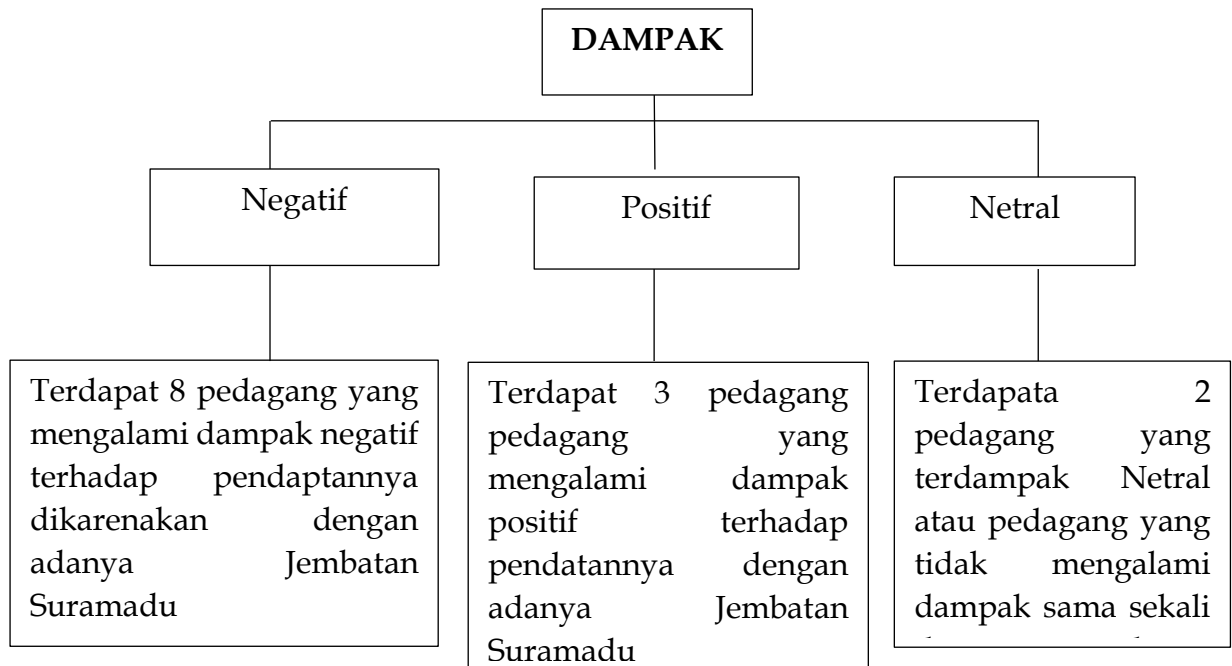 DAMPAK
Negatif
Positif
Netral
Terdapat 8 pedagang yang
mengalami dampak negatif
terhadap pendaptannya
dikarenakan dengan
adanya Jembatan
Suramadu
Terdapat 3 pedagang
pedagang yang
mengalami dampak
positif terhadap
pendatannya dengan
adanya Jembatan
Suramadu
Terdapata 2
pedagang yang
terdampak Netral
atau pedagang yang
tidak mengalami
dampak sama sekali